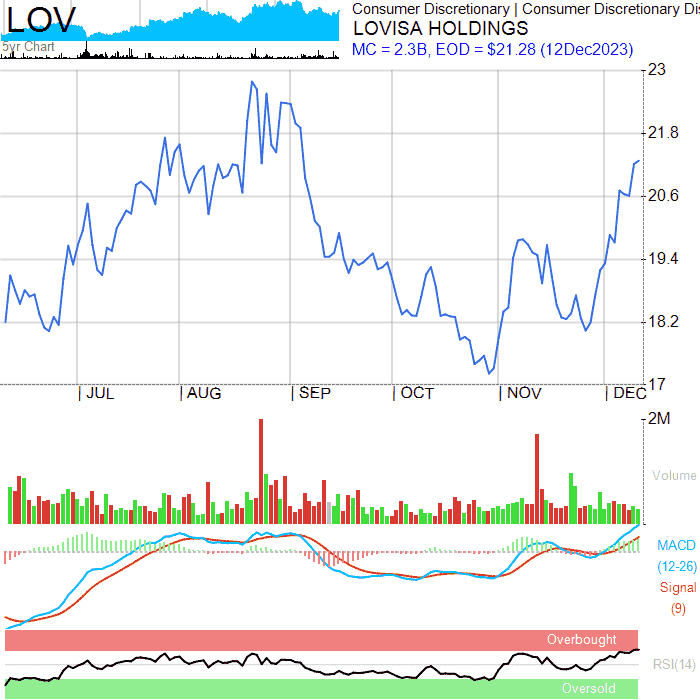 LOV
5yr Chart
Consumer Discretionary | Consumer Discretionary Dis
LOVISA HOLDINGS
MC = 2.3B, EOD = $21.28 (12Dec2023)
23
21.8
20.6
19.4
18.2
17
| JUL | AUG | SEP | OCT | NOV | DEC
2M
Volume
MACD
(12-26)
Signal
(9)
Overbought
RSI(14)
Oversold